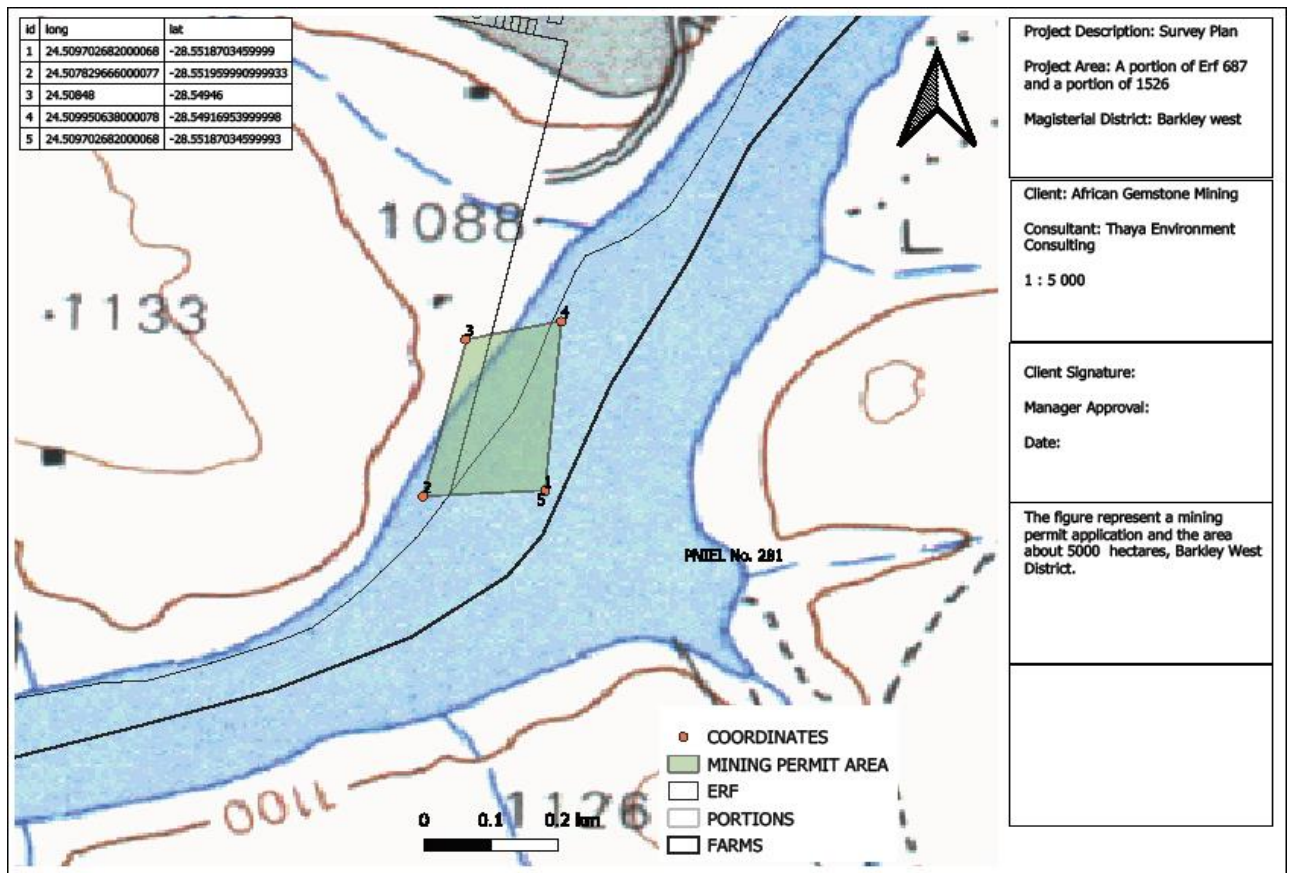 id long lat
1 24.509702682000068 -28.5518703459999
2 24.507829666000077 -28.551959990999933
3 24.50848 -28.54946
4 24.509950638000078 -28.54916953999998
5 24.509702682000068 -28.55187034599993
Project Description: Survey Plan
Project Area: A portion of Erf 687
and a portion of 1526
Magisterial District: Barkley west
Client: African Gemstone Mining
Consultant: Thaya Environment
Consulting
1 : 5 000
Client Signature:
Manager Approval:
Date:
The figure represent a mining
permit application and the area
about 5000 hectares, Barkley West
District.
1088
1133
4
3
2
1
5
PNIEL No. 281
1100
1126
0 0.1 0.2 km
COORDINATES
MINING PERMIT AREA
ERF
PORTIONS
FARMS